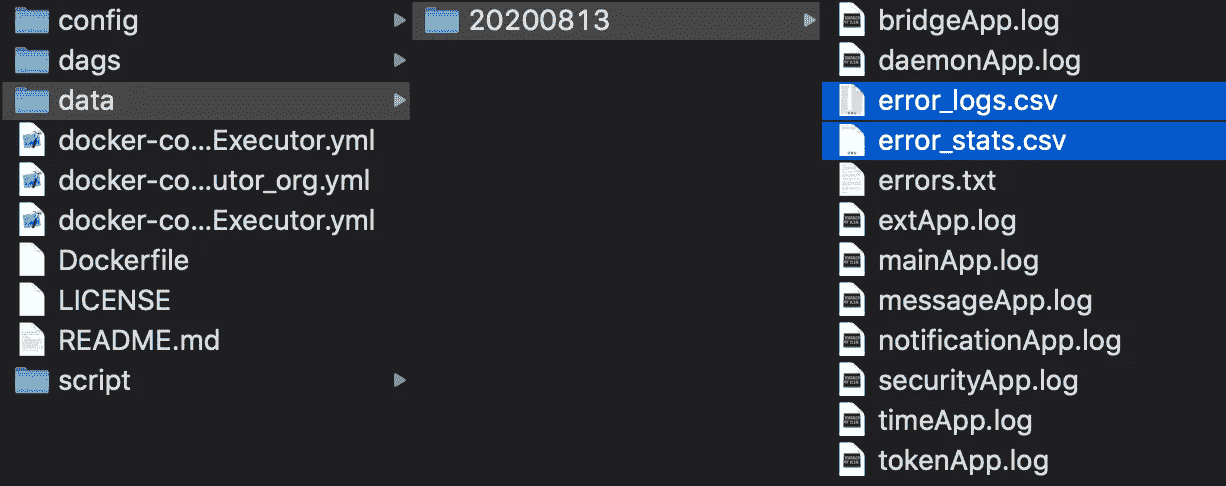 config
dags
data
docker-co...Executor.yml
docker-co...utor_org.yml
docker-co...Executor.yml
Dockerfile
LICENSE
README.md
script
20200813
bridgeApp.log
daemonApp.log
error_logs.csv
error_stats.csv
errors.txt
extApp.log
mainApp.log
messageApp.log
notificationApp.log
securityApp.log
timeApp.log
tokenApp.log